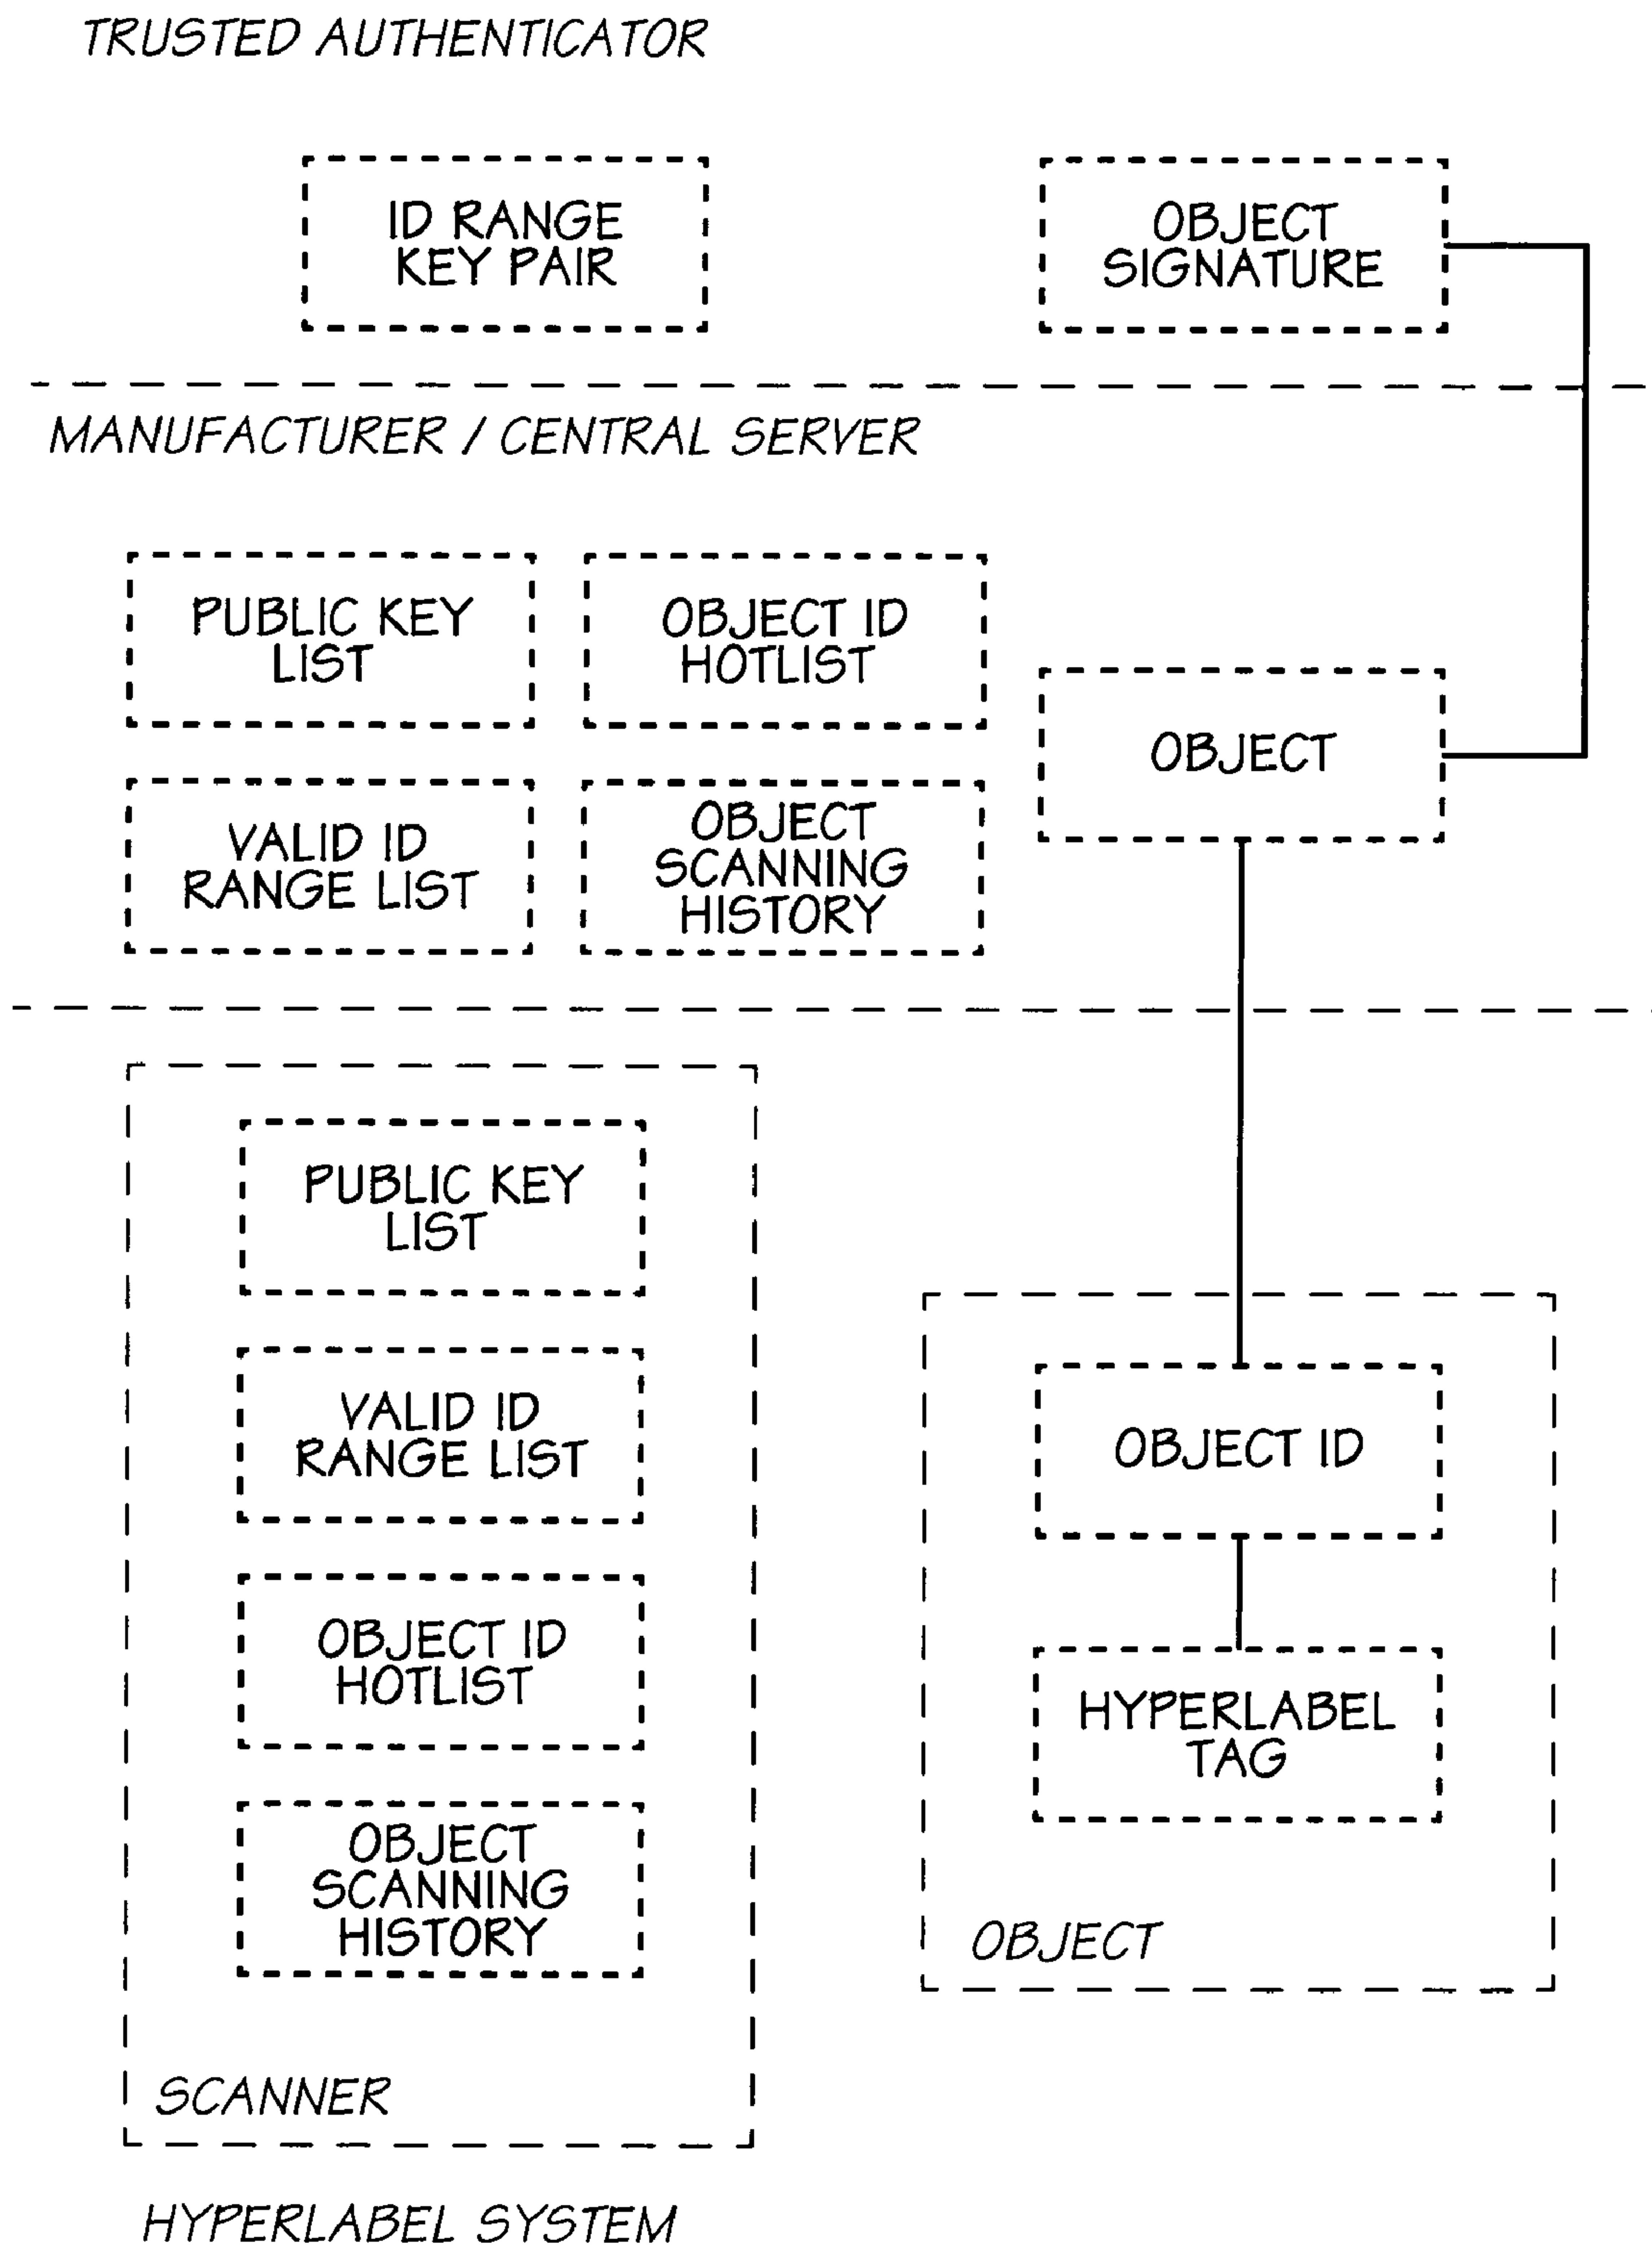 TRUSTED AUTHENTICATOR
ID RANGE
KEY PAIR
OBJECT
SIGNATURE
MANUFACTURER / CENTRAL SERVER
PUBLIC KEY
LIST
OBJECT ID
HOTLIST
OBJECT
VALID ID
RANGE LIST
OBJECT
SCANNING
HISTORY
PUBLIC KEY
LIST
VALID ID
RANGE LIST
OBJECT ID
HOTLIST
OBJECT
SCANNING
HISTORY
SCANNER
OBJECT ID
HYPERLABEL
TAG
OBJECT
HYPERLABEL SYSTEM